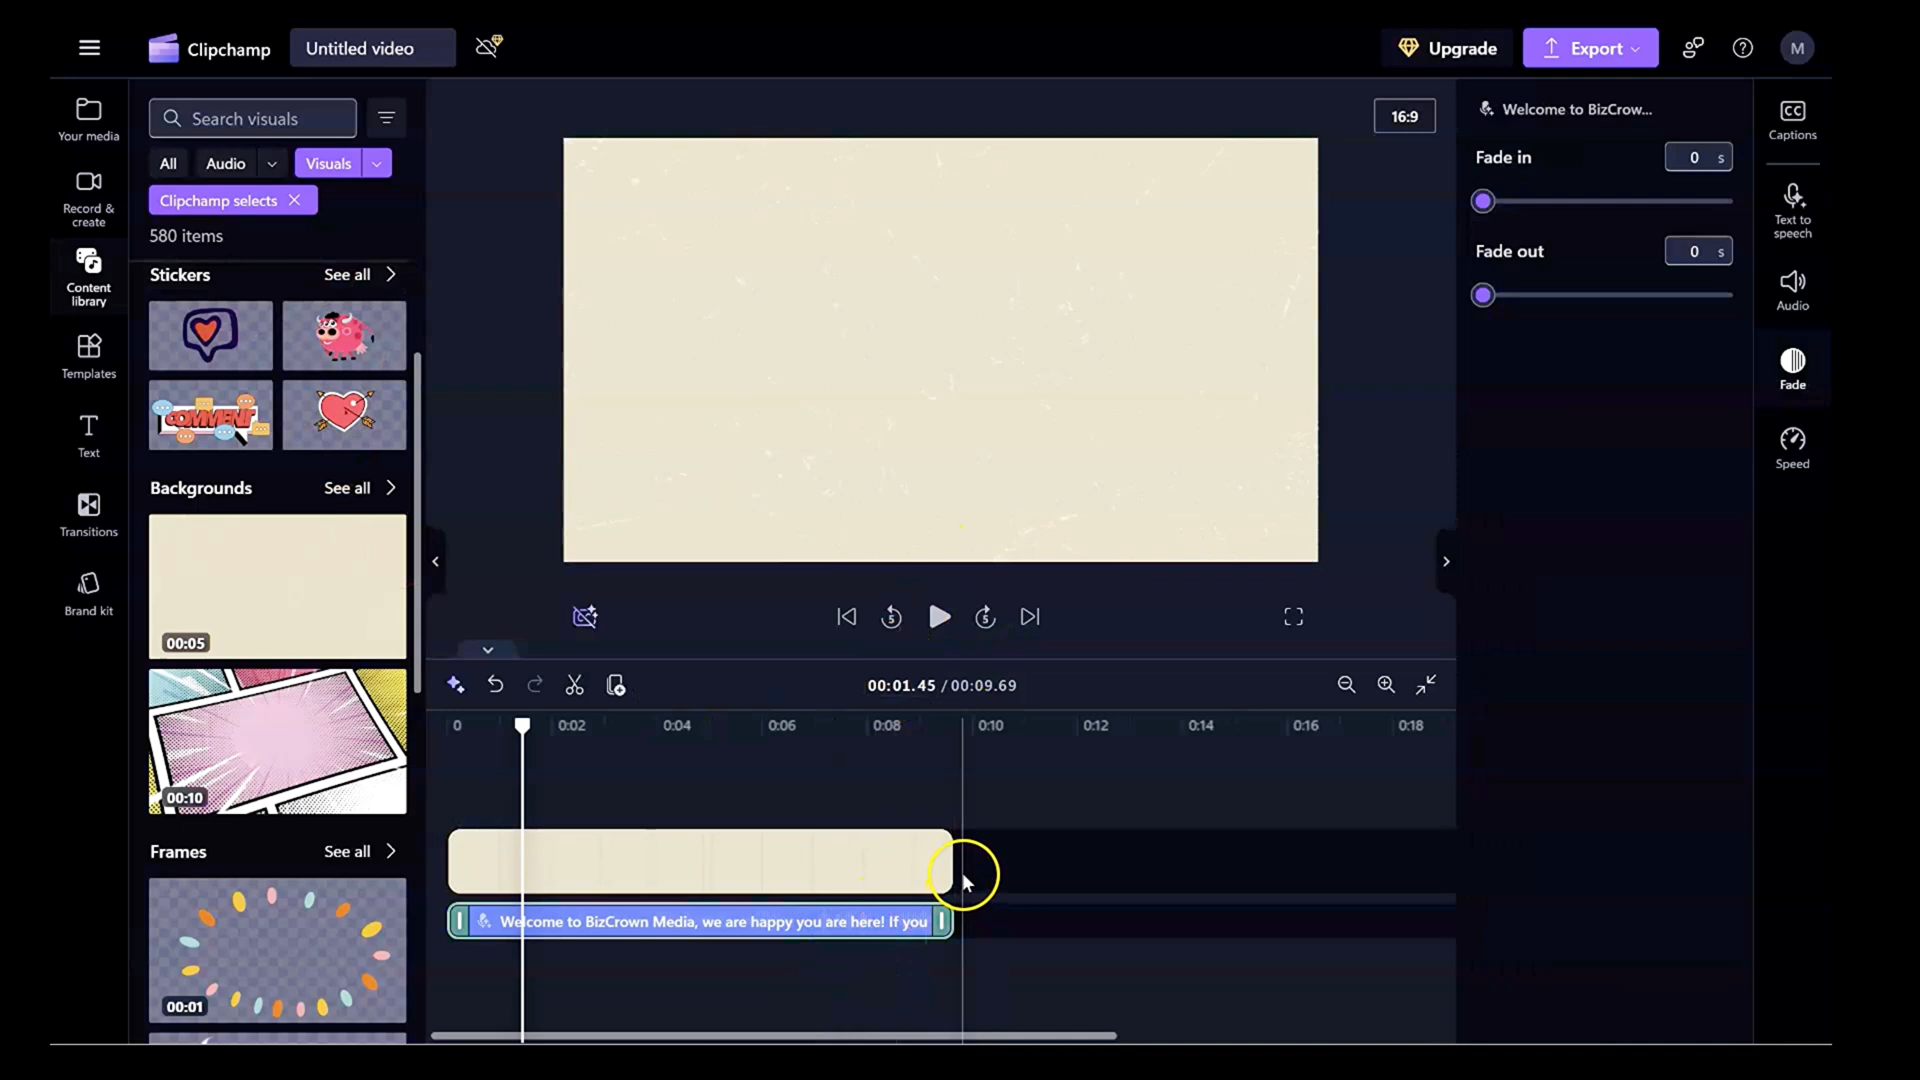 Clipchamp
Untitled video
Upgrade
Export
M
Your media
Record &
create
Content
library
Templates
Text
Transitions
Brand kit
Search visuals
All
Audio
Visuals
Clipchamp selects
580 items
Stickers
See all
COMMENT
Backgrounds
See all
00:05
00:10
Frames
See all
00:01
16:9
5
5
00:01.45 / 00:09.69
0
0:02
0:04
0:06
0:08
0:10
0:12
0:14
0:16
0:18
Welcome to BizCrown Media, we are happy you are here! If you
Welcome to BizCrow...
Fade in
0 s
Fade out
0 s
CC
Captions
Text to
speech
Audio
Fade
Speed